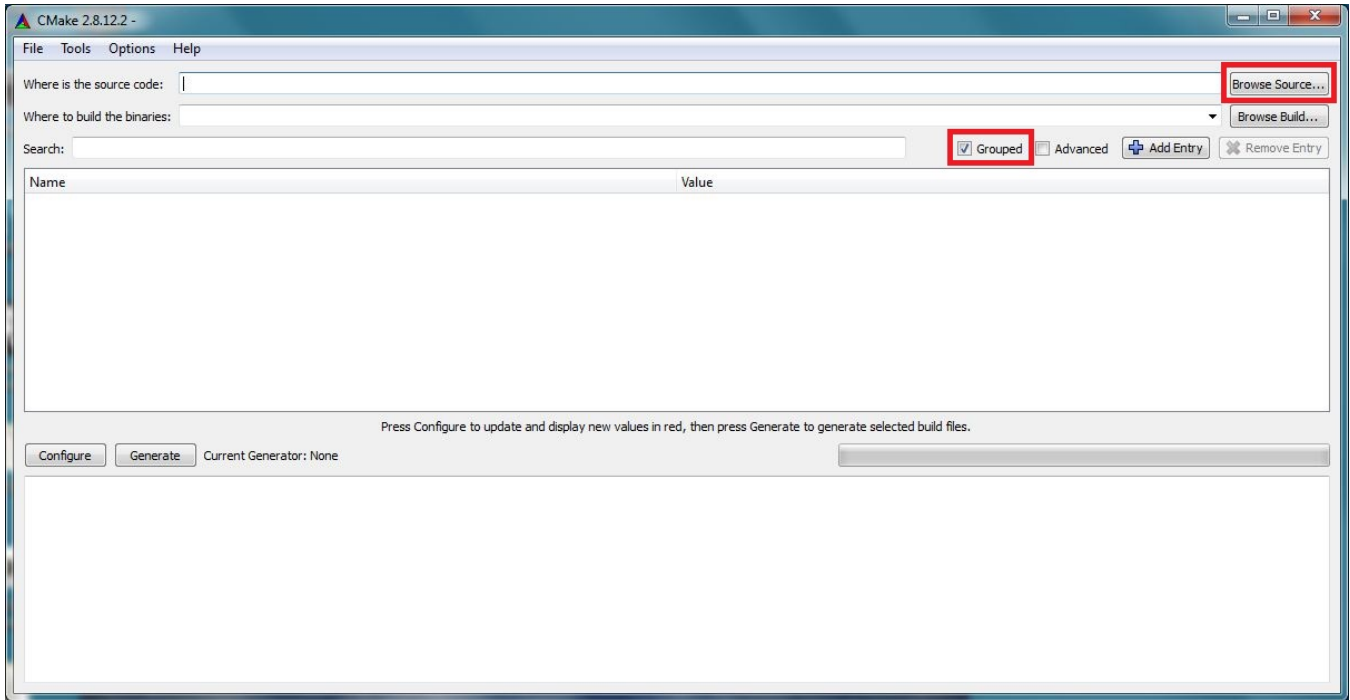 CMake 2.8.12.2 -
File Tools Options Help
Where is the source code: Browse Source...
Where to build the binaries: Browse Build...
Search: Grouped Advanced Add Entry Remove Entry
Name Value
Press Configure to update and display new values in red, then press Generate to generate selected build files.
Configure Generate Current Generator: None